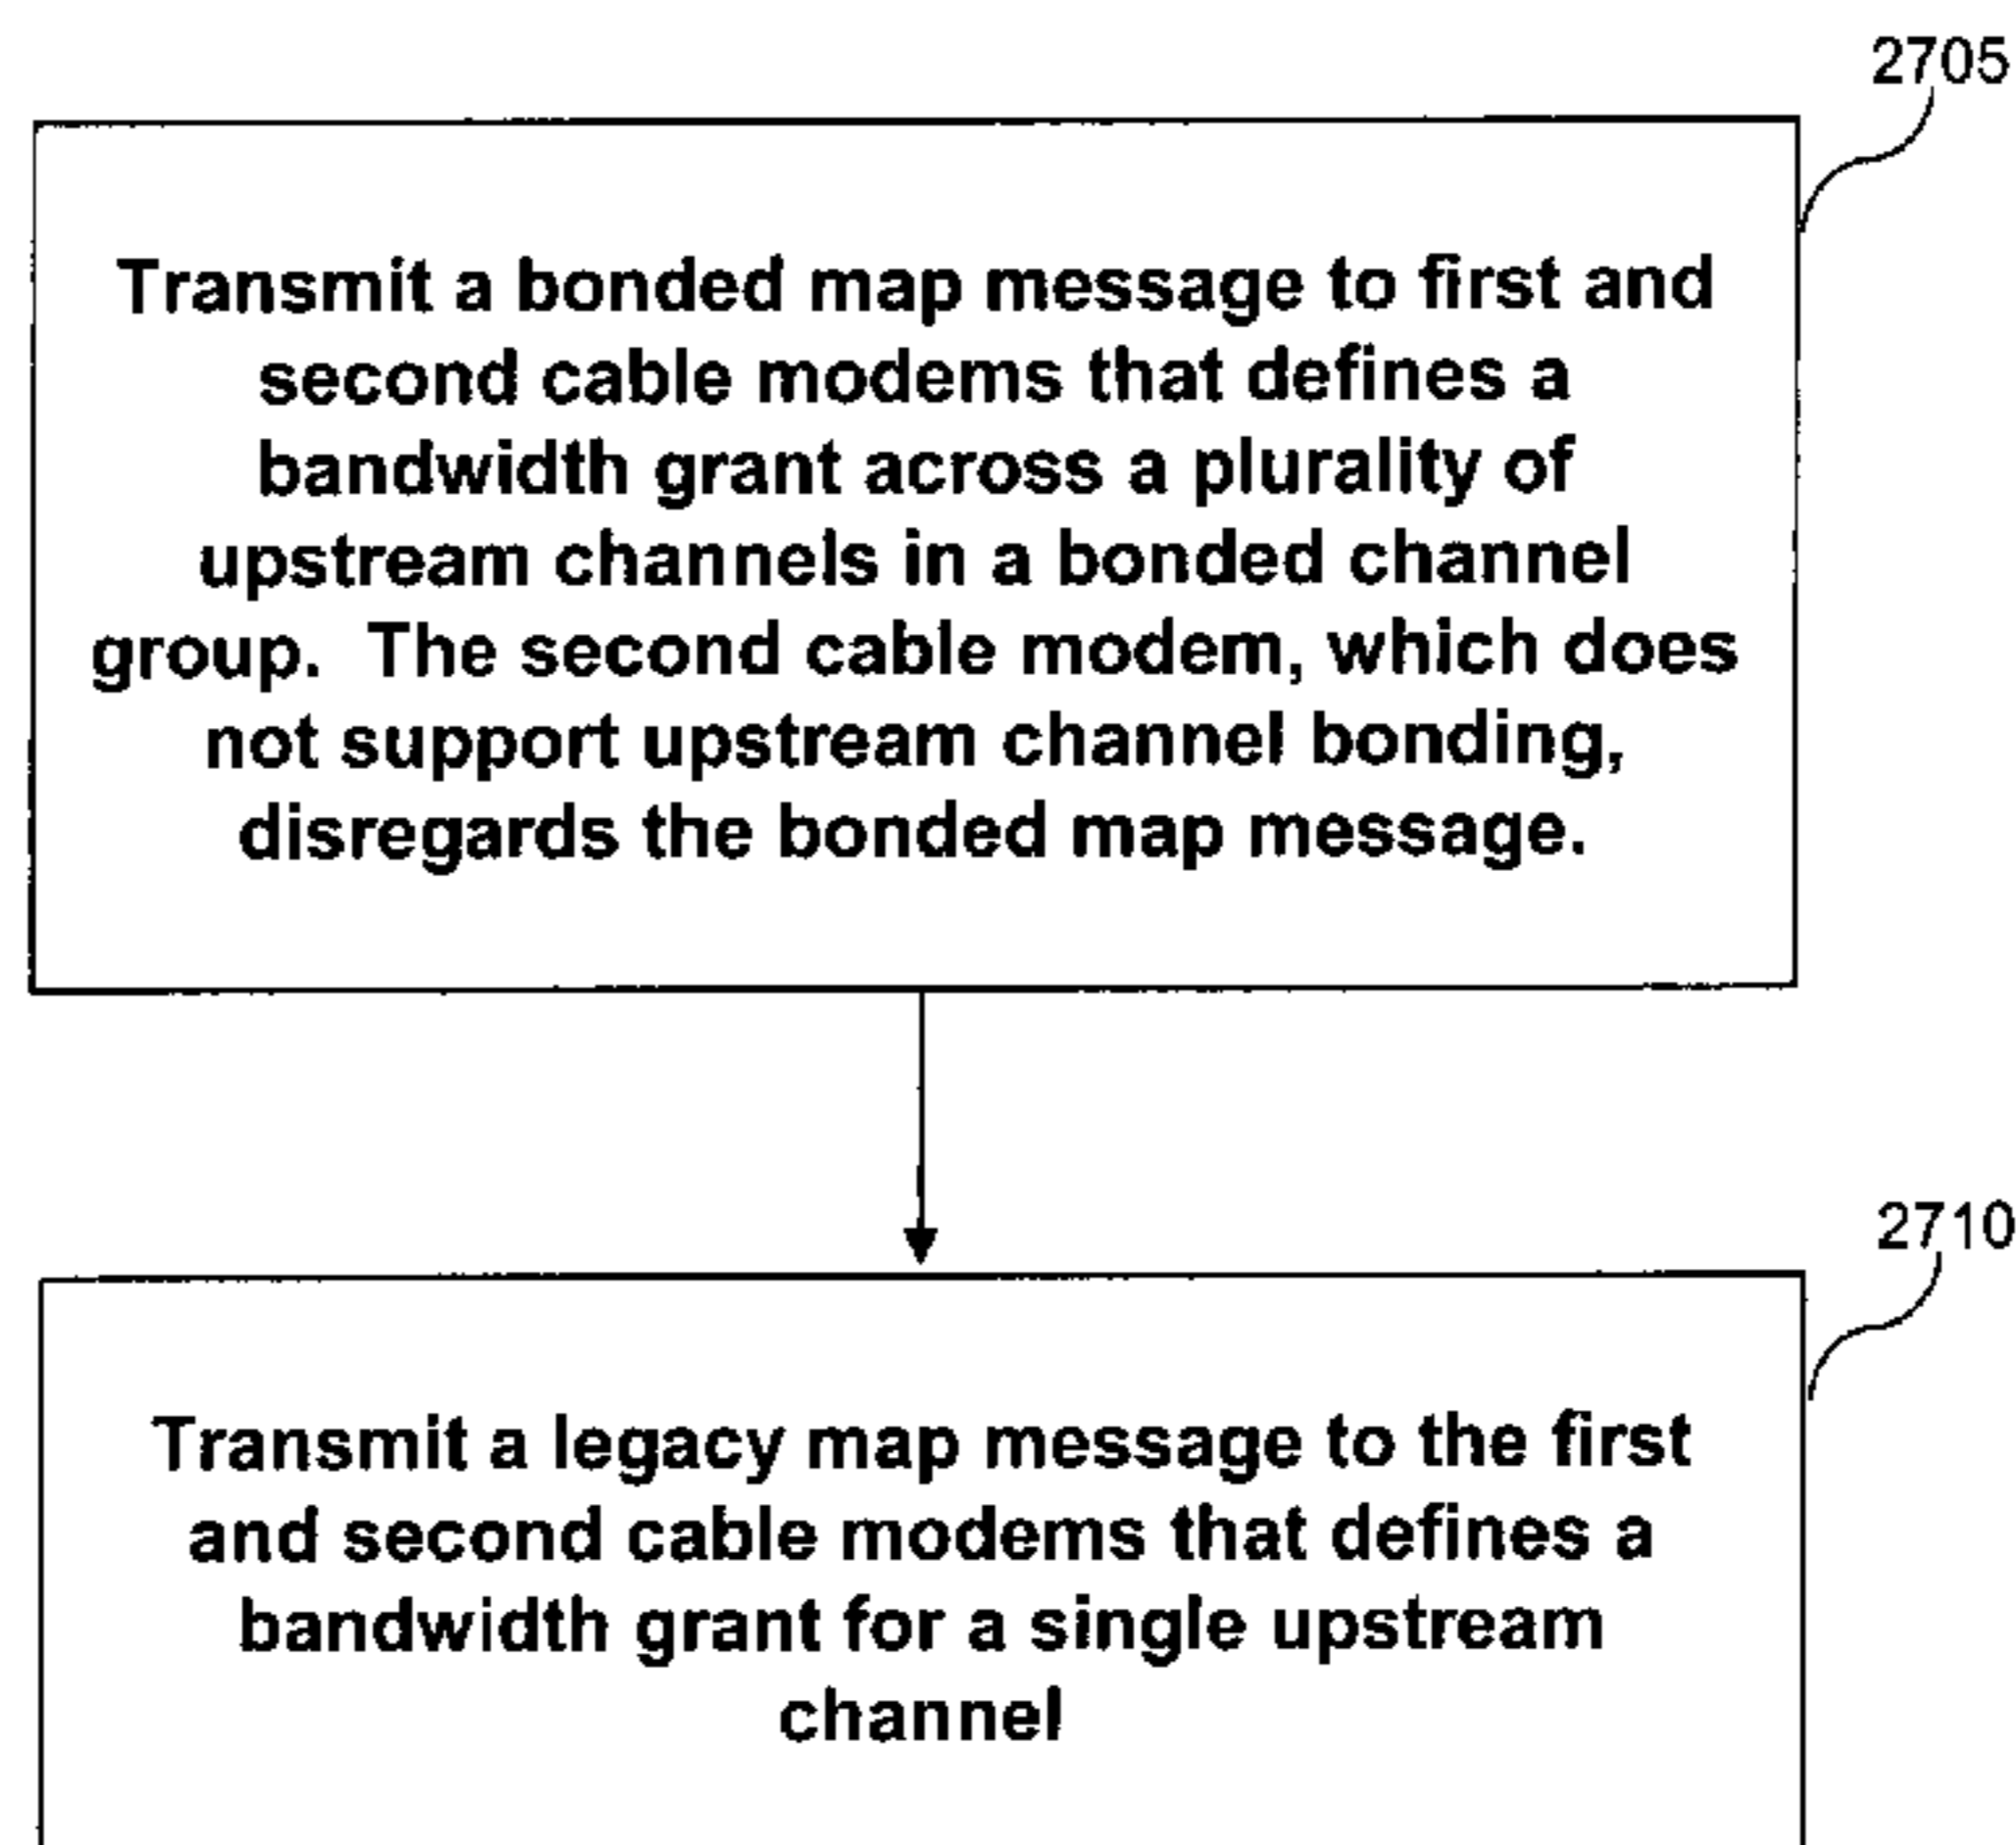 2705
Transmit a bonded map message to first and
second cable modems that defines a
bandwidth grant across a plurality of
upstream channels in a bonded channel
group. The second cable modem, which does
not support upstream channel bonding,
disregards the bonded map message.
2710
Transmit a legacy map message to the first
and second cable modems that defines a
bandwidth grant for a single upstream
channel